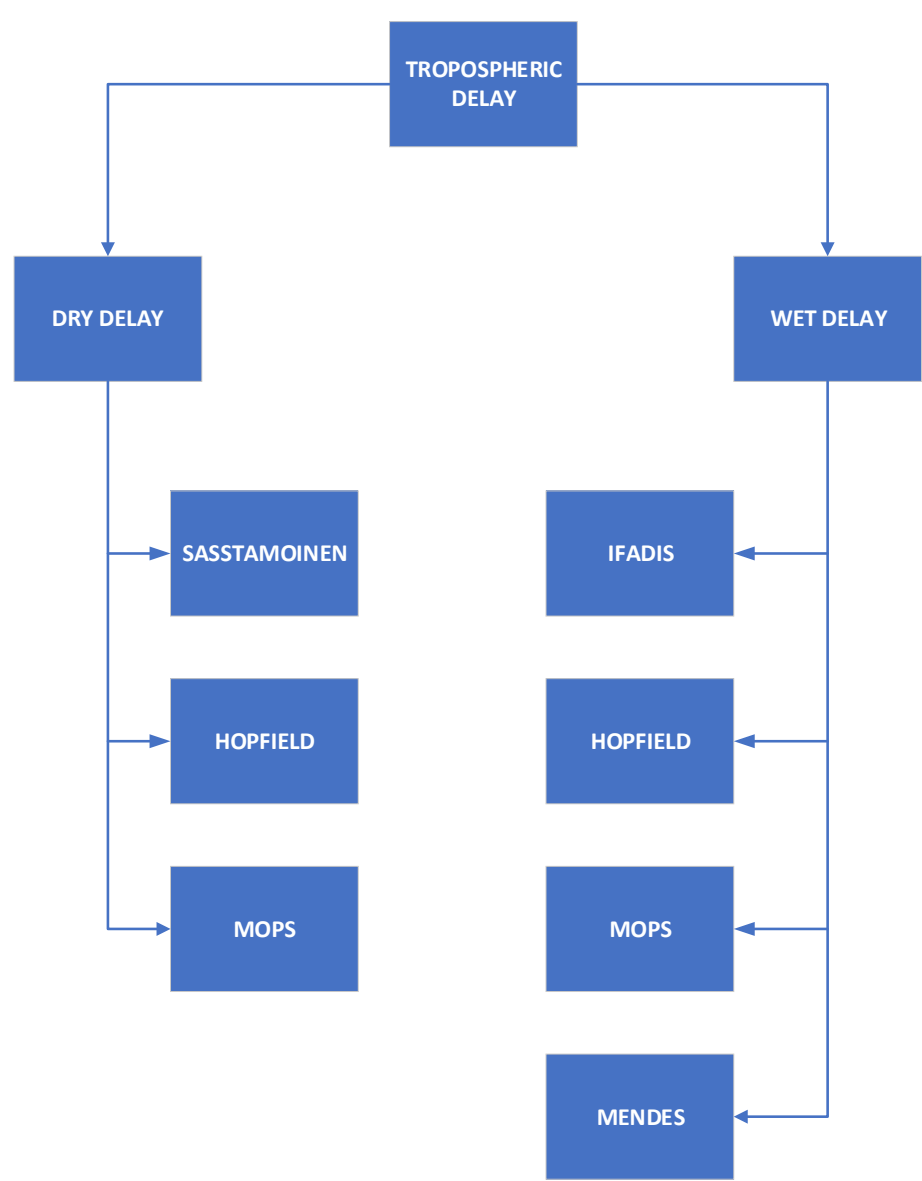 TROPOSPHERIC
DELAY
DRY DELAY
WET DELAY
SASSTAMOINEN
IFADIS
HOPFIELD
HOPFIELD
MOPS
MOPS
MENDES